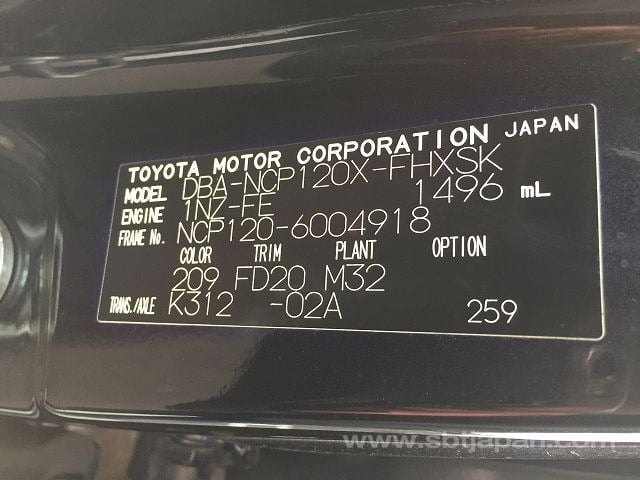 TOYOTA MOTOR CORPORATION JAPAN
MODEL DBA-NCP120X-FHXSK
ENGINE 1NZ-FE 1496 mL
FRAME No. NCP120-6004918
COLOR TRIM PLANT OPTION
209 FD20 M32
TRANS./AXLE K312 -02A 259
www.sbtjapan.com